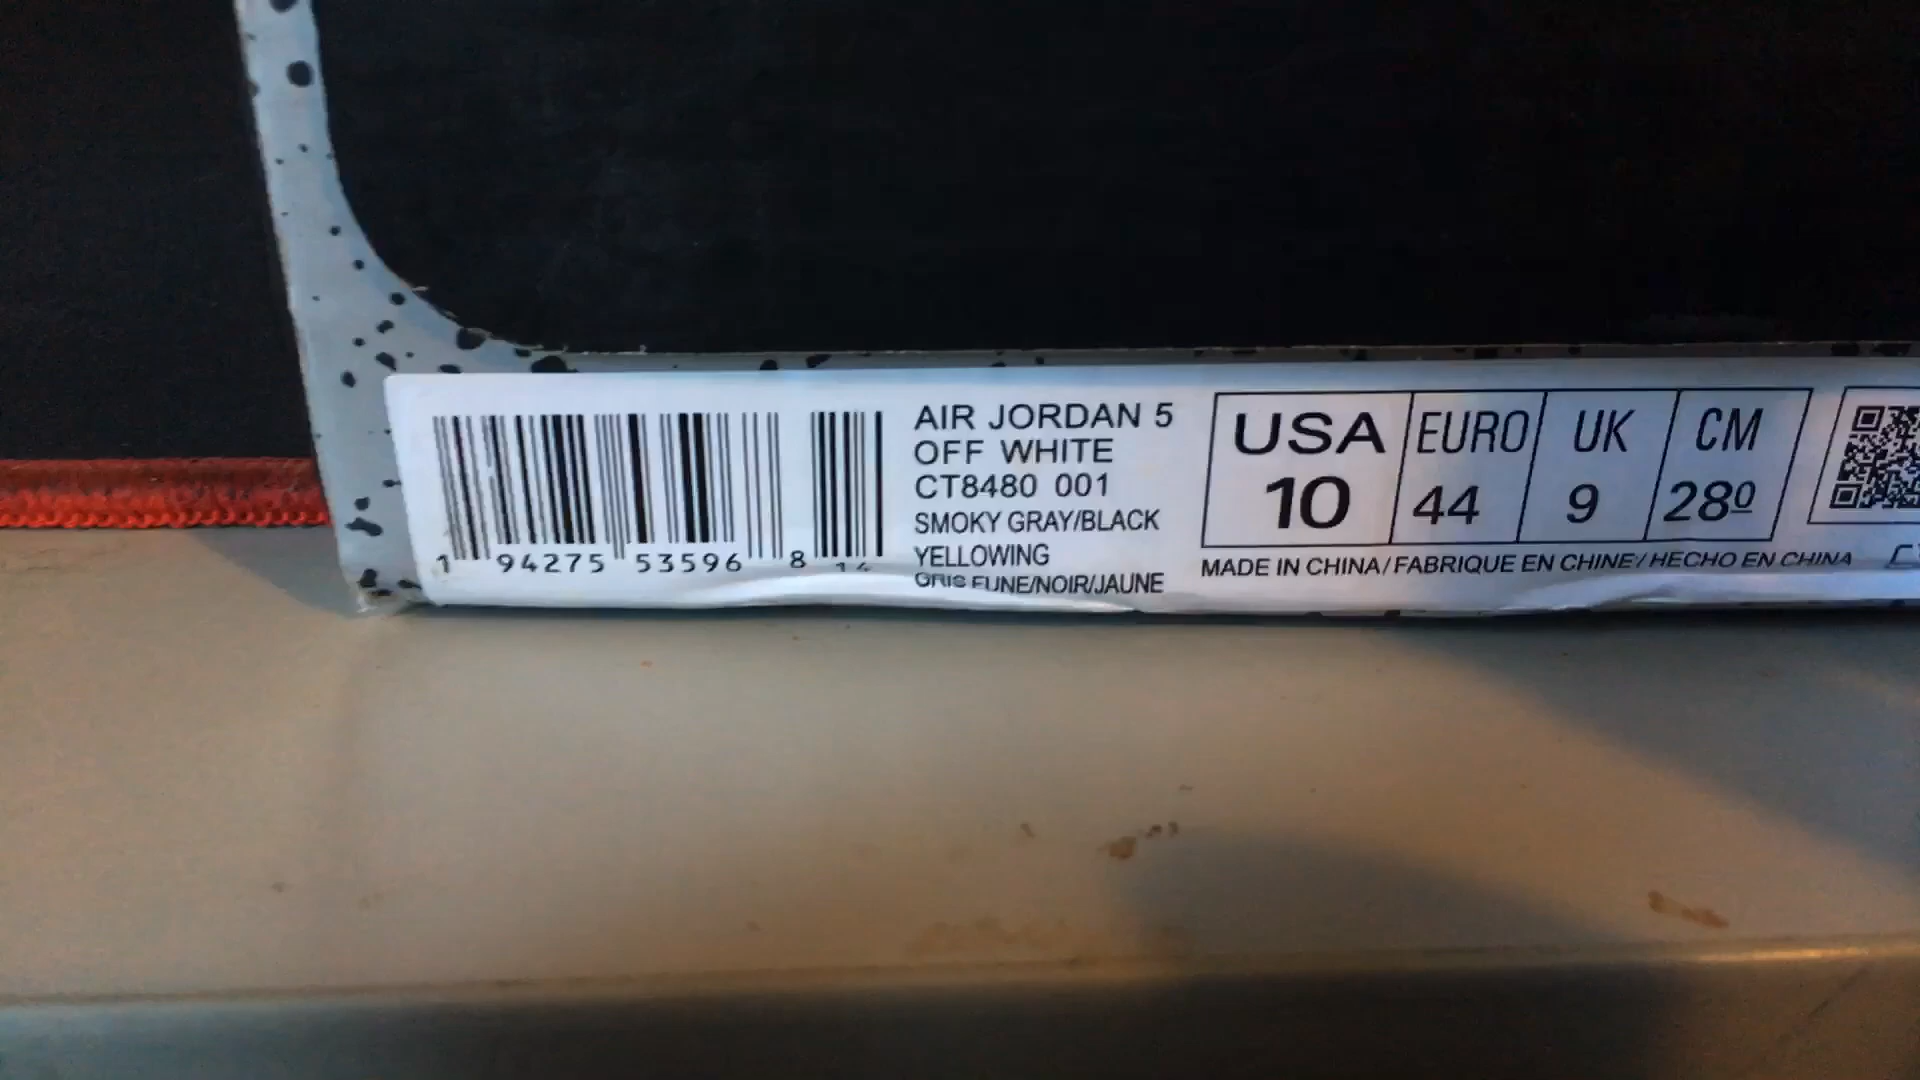 AIR JORDAN 5
OFF WHITE
CT8480 001
SMOKY GRAY/BLACK
YELLOWING
GRIS FUNE/NOIR/JAUNE
1 94275 53596 8 14
USA EURO UK CM
10 44 9 280
MADE IN CHINA/FABRIQUE EN CHINE/HECHO EN CHINA